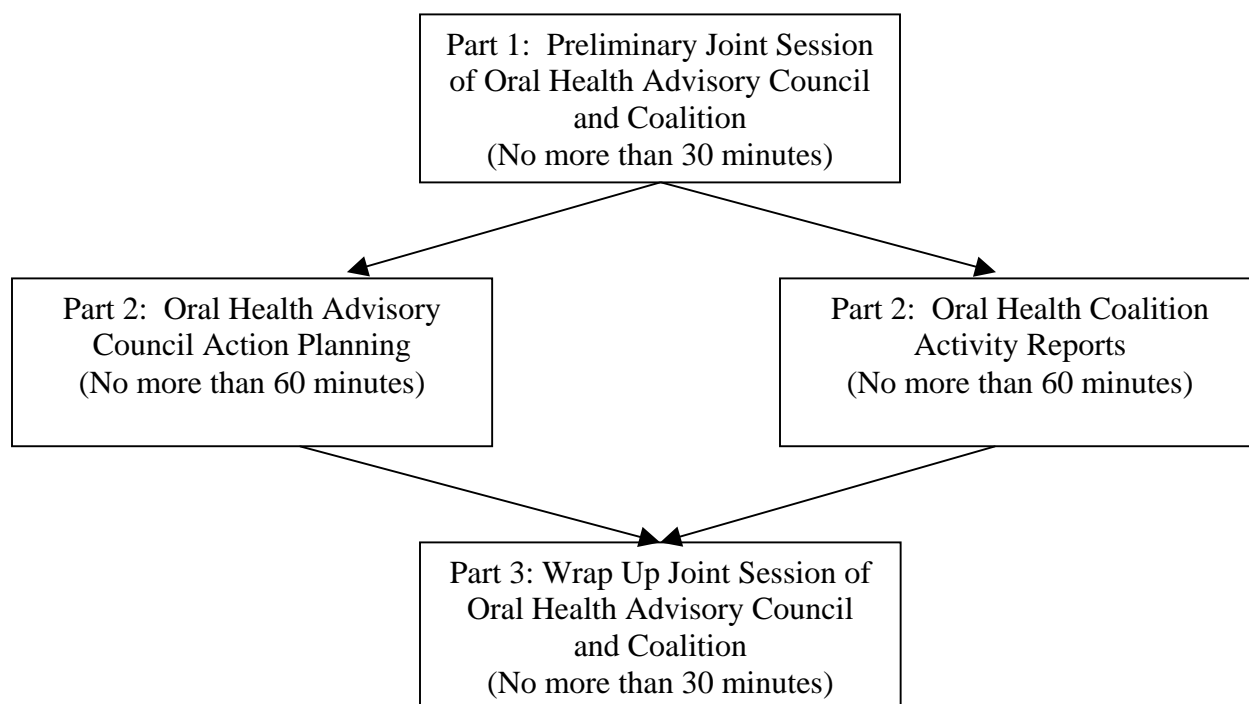 Part 1:  Preliminary Joint Session
of Oral Health Advisory Council
and Coalition
(No more than 30 minutes)
Part 2:  Oral Health Advisory
Council Action Planning
(No more than 60 minutes)
Part 2:  Oral Health Coalition
Activity Reports
(No more than 60 minutes)
Part 3: Wrap Up Joint Session of
Oral Health Advisory Council
and Coalition
(No more than 30 minutes)